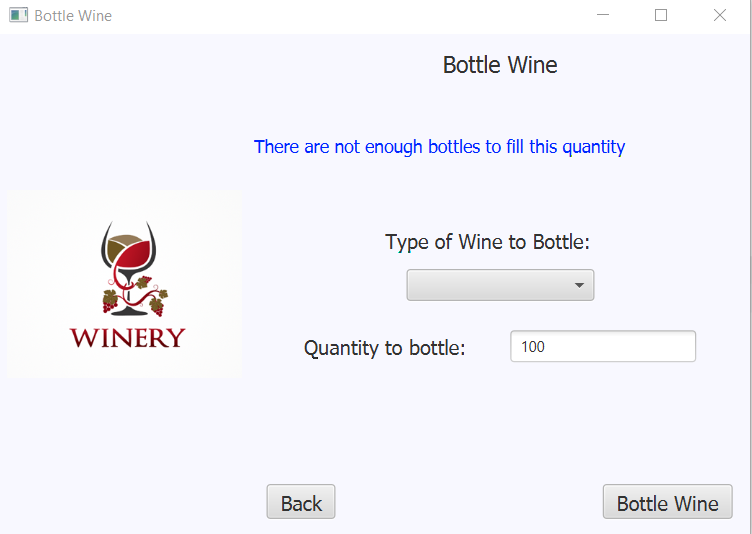 Bottle Wine
Bottle Wine
There are not enough bottles to fill this quantity
Type of Wine to Bottle:
WINERY
Quantity to bottle:
100
Back
Bottle Wine